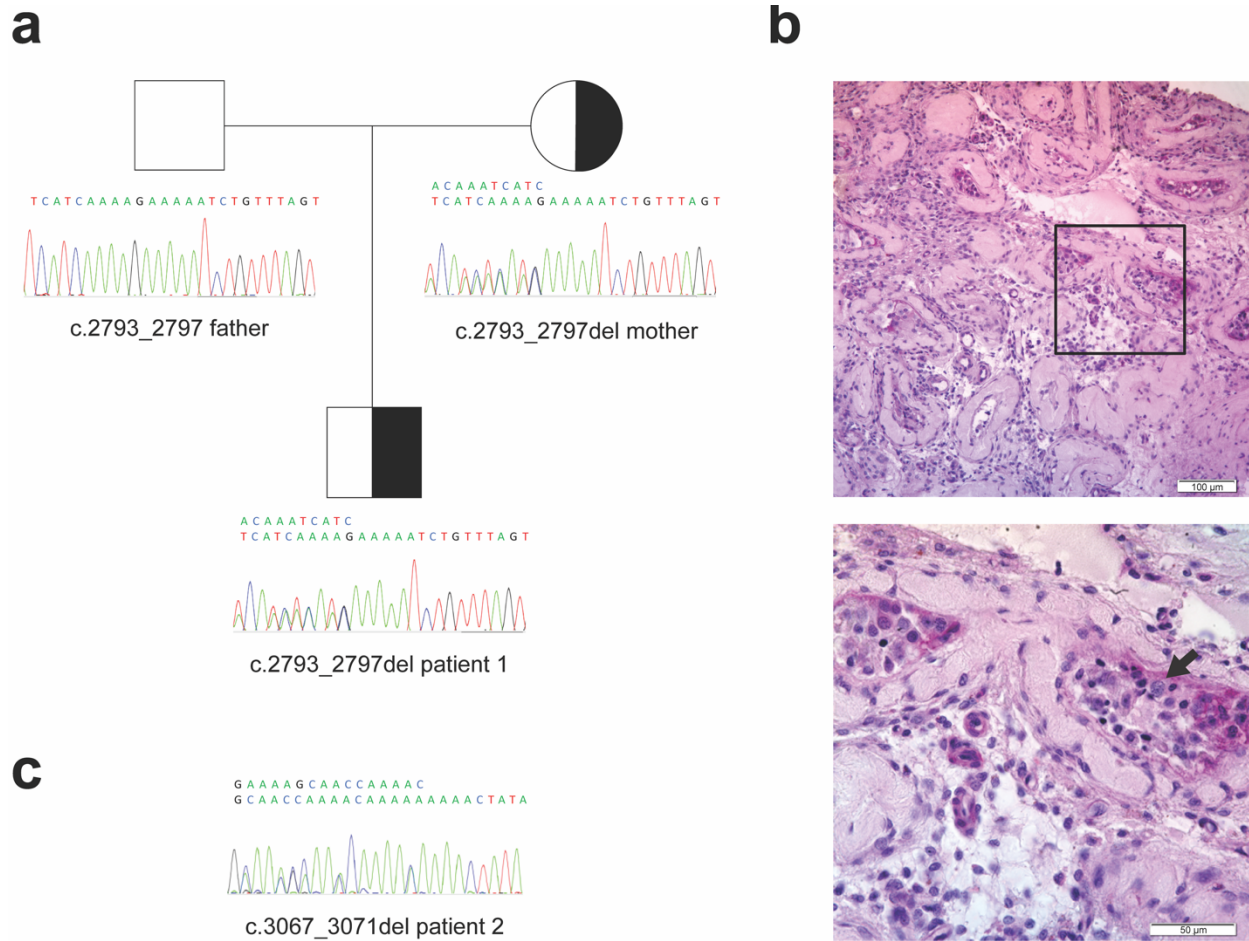 a
b
TCATCAAAAGAAAAATCTGTTTAGT
c.2793_2797 father
ACAAATCATC
TCATCAAAAGAAAAATCTGTTTAGT
c.2793_2797del mother
ACAAATCATC
TCATCAAAAGAAAAATCTGTTTAGT
c.2793_2797del patient 1
100 µm
c
GAAAAGCAACCAAAAC
GCAACCAAAACAAAAAAAAACTATA
c.3067_3071del patient 2
50 µm